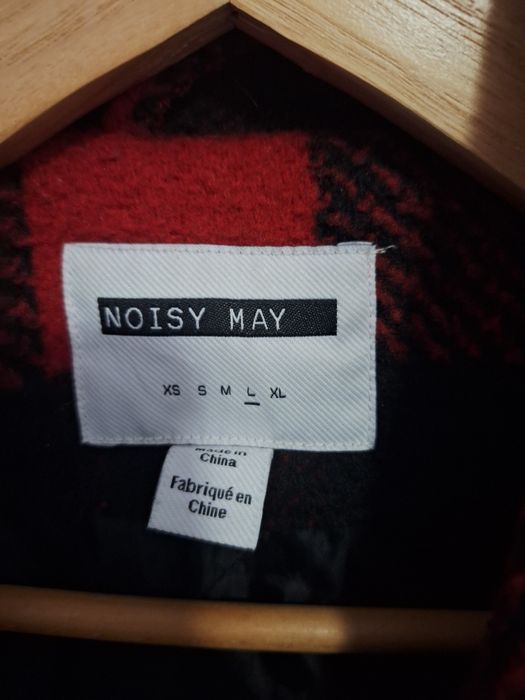 NOISY MAY
XS S M L XL
Made in
China
Fabriqué en
Chine